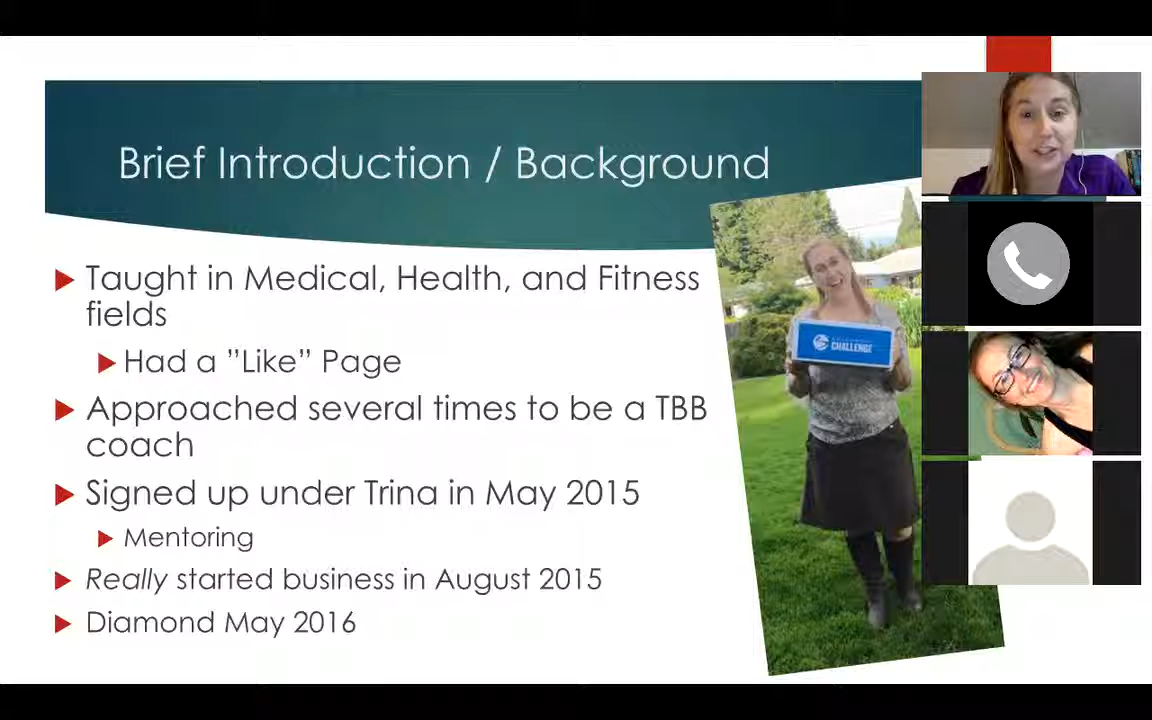 Brief Introduction / Background
Taught in Medical, Health, and Fitness
fields
Had a ”Like” Page
Approached several times to be a TBB
coach
Signed up under Trina in May 2015
Mentoring
Really started business in August 2015
Diamond May 2016
CHALLENGE